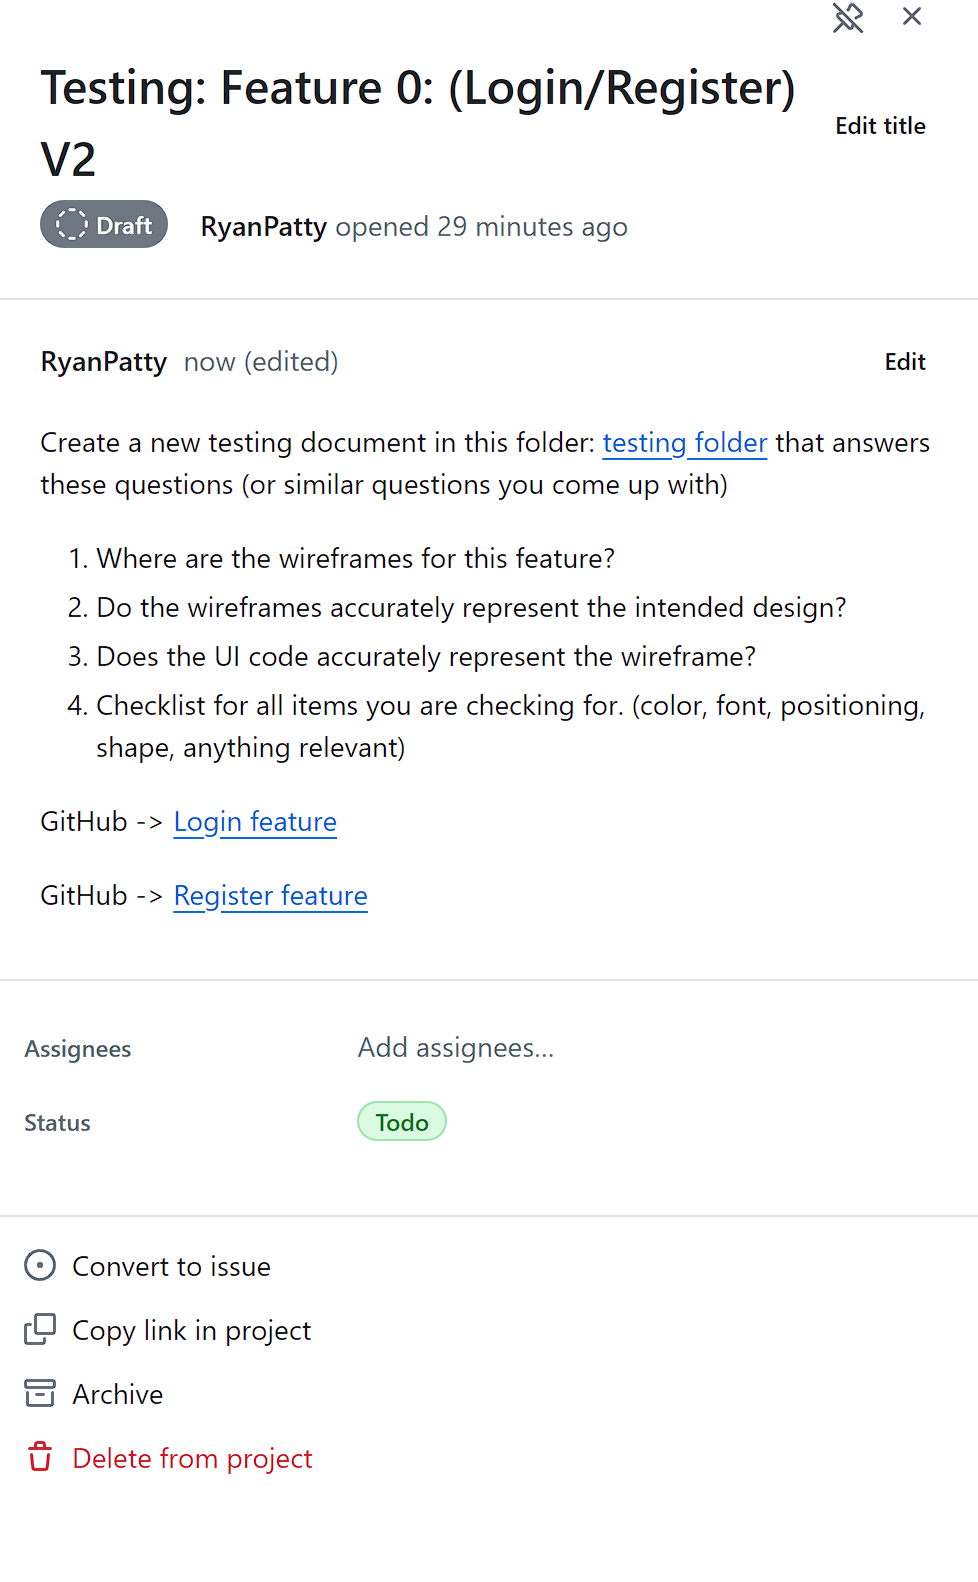 Testing: Feature 0: (Login/Register)
V2
Edit title
Draft
RyanPatty opened 29 minutes ago
RyanPatty now (edited)
Edit
Create a new testing document in this folder: testing folder that answers
these questions (or similar questions you come up with)
1. Where are the wireframes for this feature?
2. Do the wireframes accurately represent the intended design?
3. Does the UI code accurately represent the wireframe?
4. Checklist for all items you are checking for. (color, font, positioning,
shape, anything relevant)
GitHub -> Login feature
GitHub -> Register feature
Assignees
Add assignees...
Status
Todo
Convert to issue
Copy link in project
Archive
Delete from project